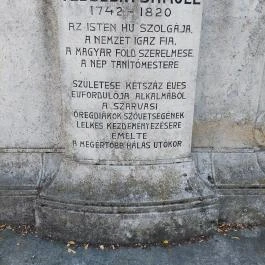 1742-1820
AZ ISTEN HŰ SZOLGÁJA,
A NEMZET IGAZ FIA,
A MAGYAR FÖLD SZERELMESE,
A NÉP TANÍTÓMESTERE
SZÜLETÉSE KÉTSZÁZ ÉVES
ÉVFORDULÓJA ALKALMÁBÓL
A SZARVASI
ÖREGDIÁKOK SZÖVETSÉGÉNEK
LELKES KEZDEMÉNYEZÉSÉRE
EMELTE
A MEGÉRTŐBB HÁLÁS UTÓKOR